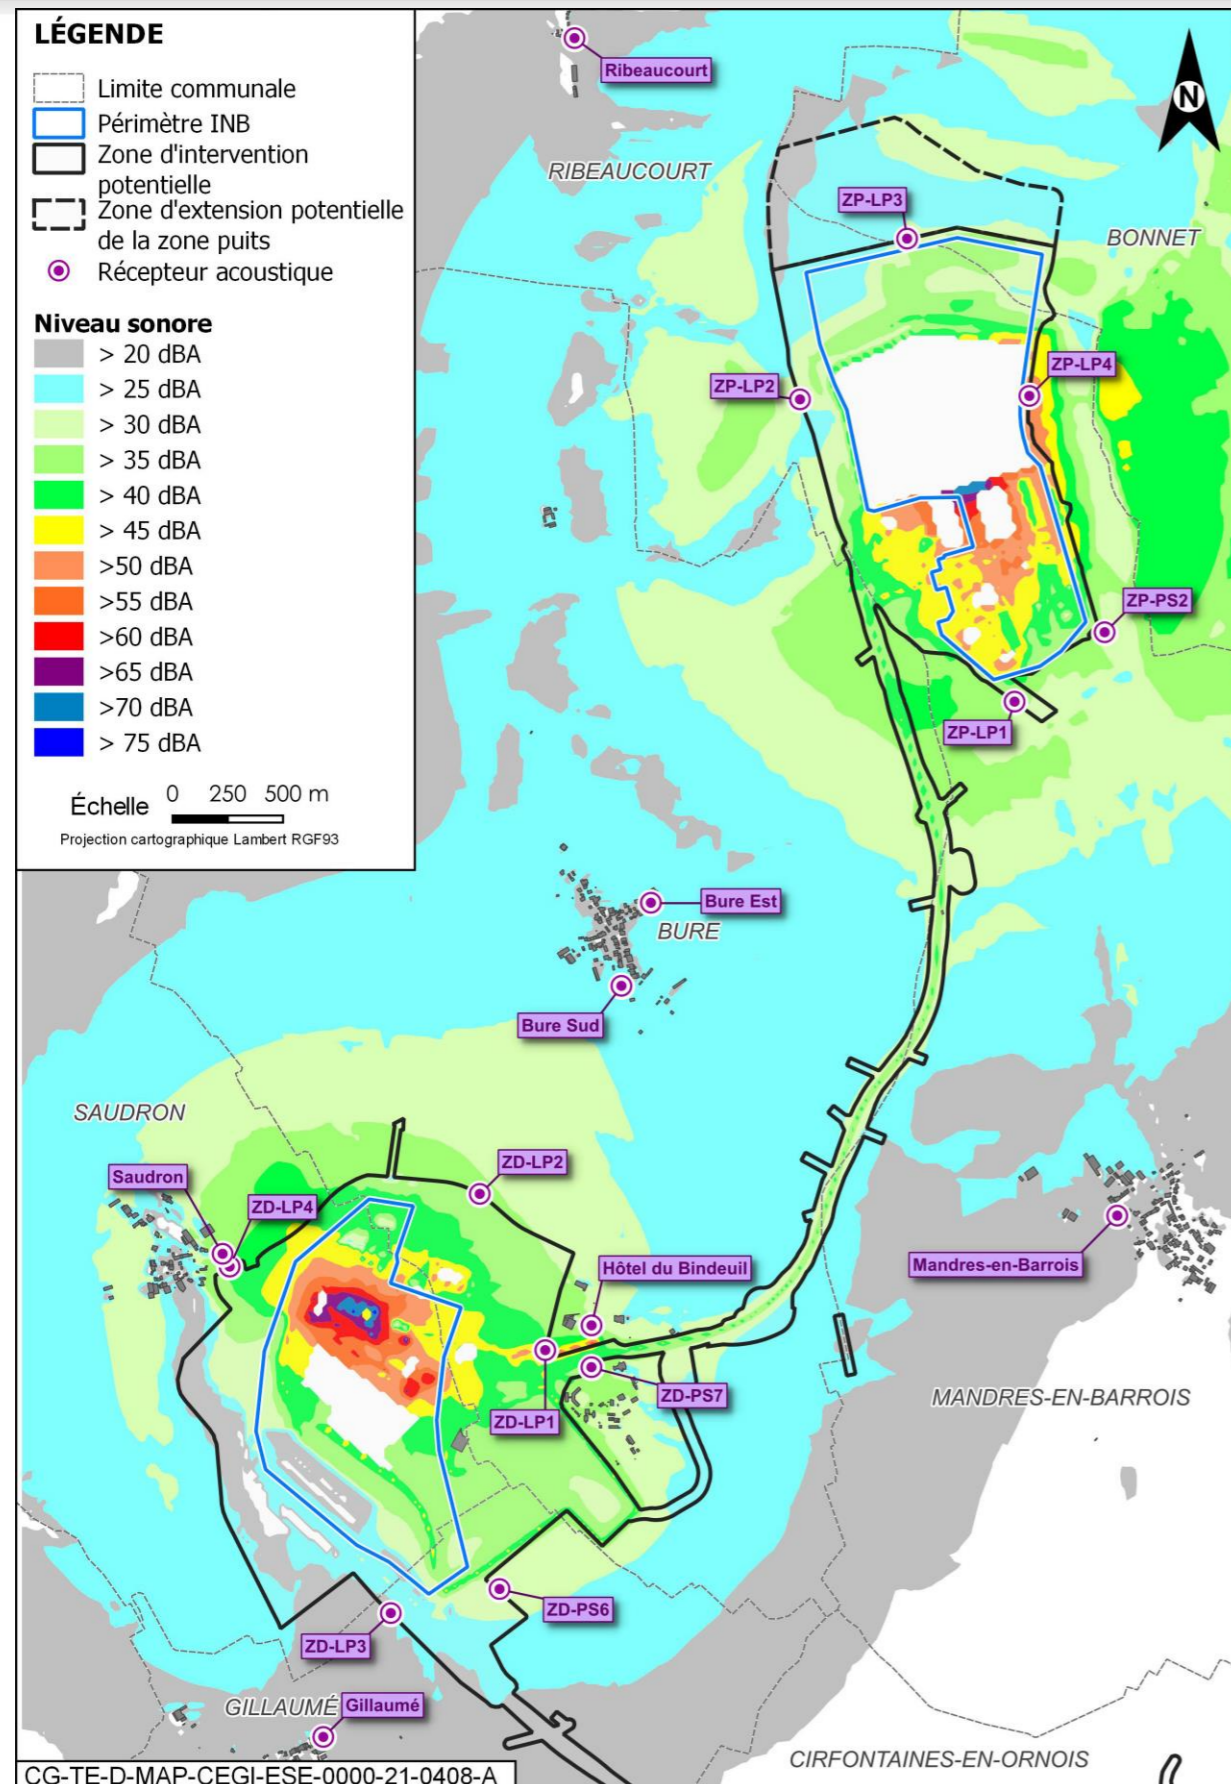 LÉGENDE
Limite communale
Périmètre INB
Zone d'intervention
potentielle
Zone d'extension potentielle
de la zone puits
Récepteur acoustique
Niveau sonore
> 20 dBA
> 25 dBA
> 30 dBA
> 35 dBA
> 40 dBA
> 45 dBA
>50 dBA
>55 dBA
>60 dBA
>65 dBA
>70 dBA
> 75 dBA
Échelle 0 250 500 m
Projection cartographique Lambert RGF93
N
Ribeaucourt
RIBEAUCOURT
ZP-LP3
BONNET
ZP-LP2
ZP-LP4
ZP-PS2
ZP-LP1
Bure Est
BURE
Bure Sud
SAUDRON
Saudron
ZD-LP4
ZD-LP2
Hôtel du Bindeuil
Mandres-en-Barrois
ZD-PS7
ZD-LP1
MANDRES-EN-BARROIS
ZD-PS6
ZD-LP3
GILLAUMÉ
Gillaumé
CIRFONTAINES-EN-ORNOIS
CG-TE-D-MAP-CEGI-ESE-0000-21-0408-A